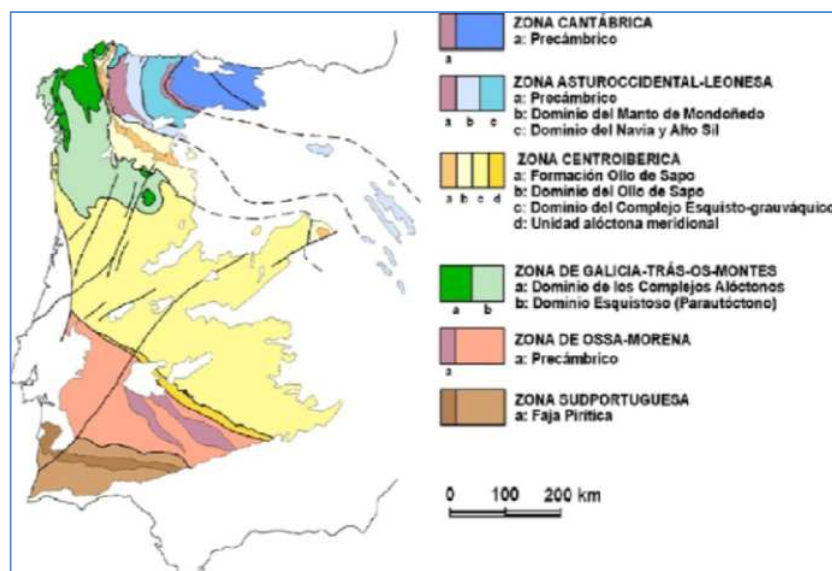 ZONA CANTÁBRICA
a: Precámbrico
a
ZONA ASTUROCCIDENTAL-LEONESA
a: Precámbrico
b: Dominio del Manto de Mondoñedo
c: Dominio del Navia y Alto Sil
a b c
ZONA CENTROIBERICA
a: Formación Ollo de Sapo
b: Dominio del Ollo de Sapo
c: Dominio del Complejo Esquisto-grauváquico
d: Unidad alóctona meridional
a b c d
ZONA DE GALICIA-TRÁS-OS-MONTES
a: Dominio de los Complejos Alóctonos
b: Dominio Esquistoso (Parautóctono)
a b
ZONA DE OSSA-MORENA
a: Precámbrico
a
ZONA SUDPORTUGUESA
a: Faja Pirítica
a
0 100 200 km